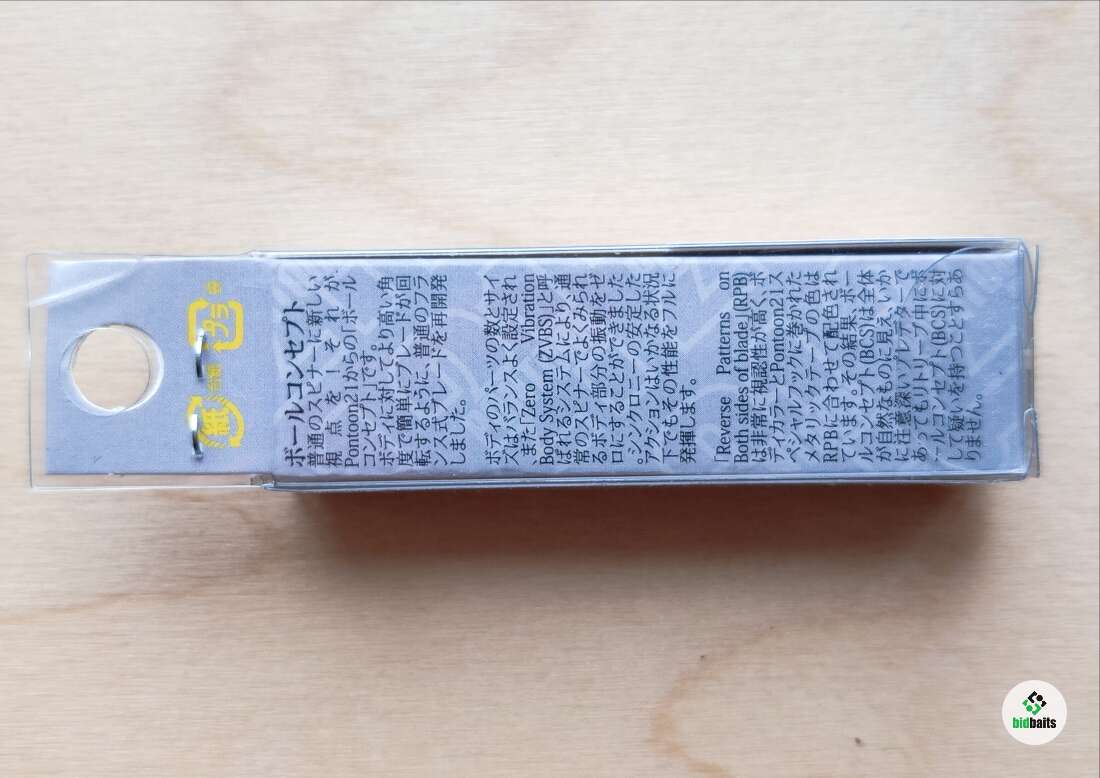 紙
台紙
プラ
ボールコンセプト
普通のスピナーに新しい
視点を！それが、
Pontoon21からの「ボール
コンセプト」です。
ボディに対してより高い角
度で簡単にブレードが回
転するように、普通のフラ
ンス式ブレードを再開発
しました。
ボディのパーツの数とサイ
ズはバランスよく設定され
また「Zero Vibration
Body System (ZVBS)」と呼
ばれるシステムにより、通
常のスピナーでよくみられ
るボディ部分の振動をゼ
ロにすることができました
。シンクロニーの安定した
アクションはいかなる状況
下でもその性能をフルに
発揮します。
「Reverse Patterns on
Both sides of blade」(RPB)
は非常に視認性が高く、ボ
ディカラーとPontoon21ス
ペシャルフックに巻かれた
メタリックテープの色は
RPBに合わせて配色され
ています。その結果、ボー
ルコンセプト(BCS)は全体
が自然なものに見え、いか
に注意深いプレデターで
あってもリトリーブ中にボ
ールコンセプト(BCS)に対
して疑いを持つことすらあ
りません。
bidbaits